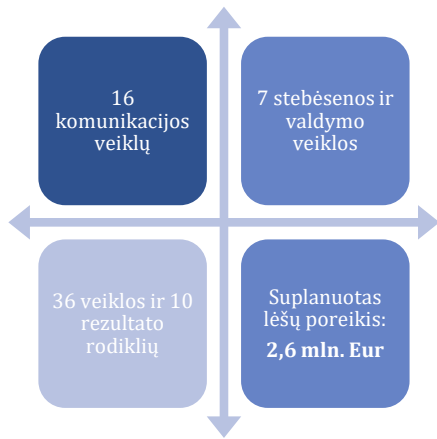 16
komunikacijos
veiklų
7 stebėsenos ir
valdymo
veiklos
36 veiklos ir 10
rezultato
rodiklių
Suplanuotas
lėšų poreikis:
2,6 mln. Eur